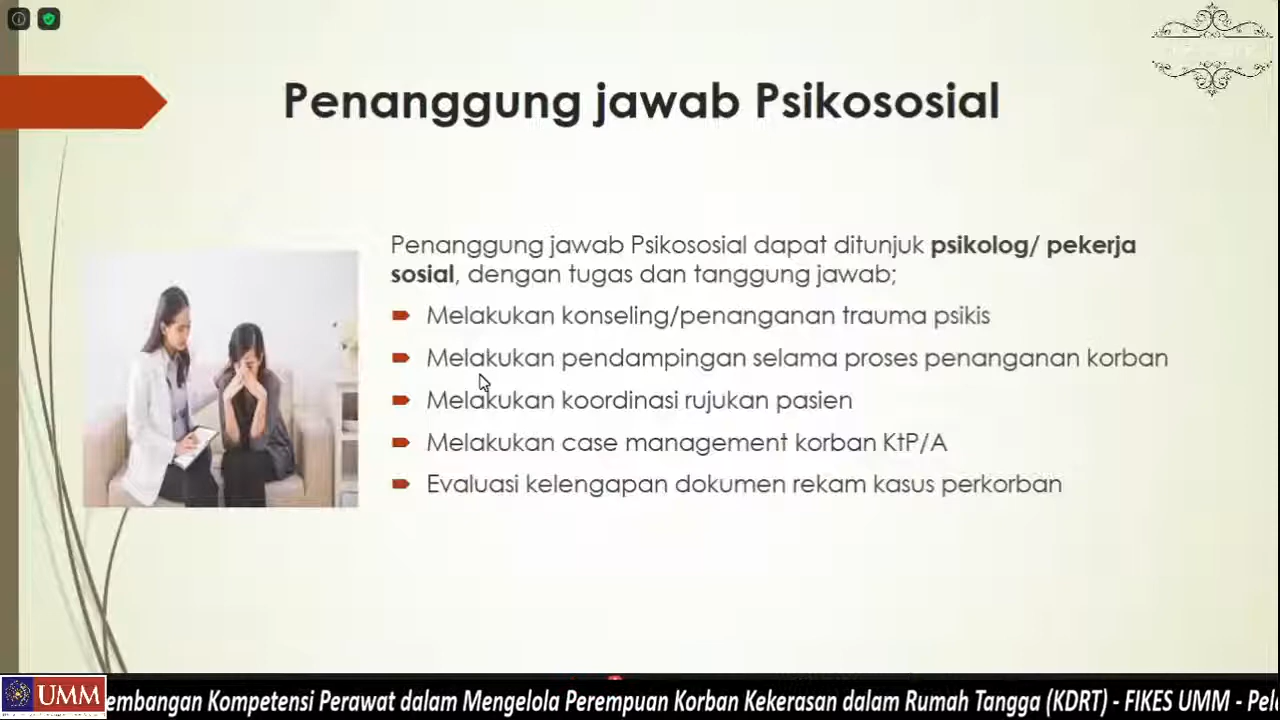 Penanggung jawab Psikososial
Penanggung jawab Psikososial dapat ditunjuk psikolog/ pekerja
sosial, dengan tugas dan tanggung jawab;
Melakukan konseling/penanganan trauma psikis
Melakukan pendampingan selama proses penanganan korban
Melakukan koordinasi rujukan pasien
Melakukan case management korban KtP/A
Evaluasi kelengapan dokumen rekam kasus perkorban
UMM embangan Kompetensi Perawat dalam Mengelola Perempuan Korban Kekerasan dalam Rumah Tangga (KDRT) - FIKES UMM - Pel